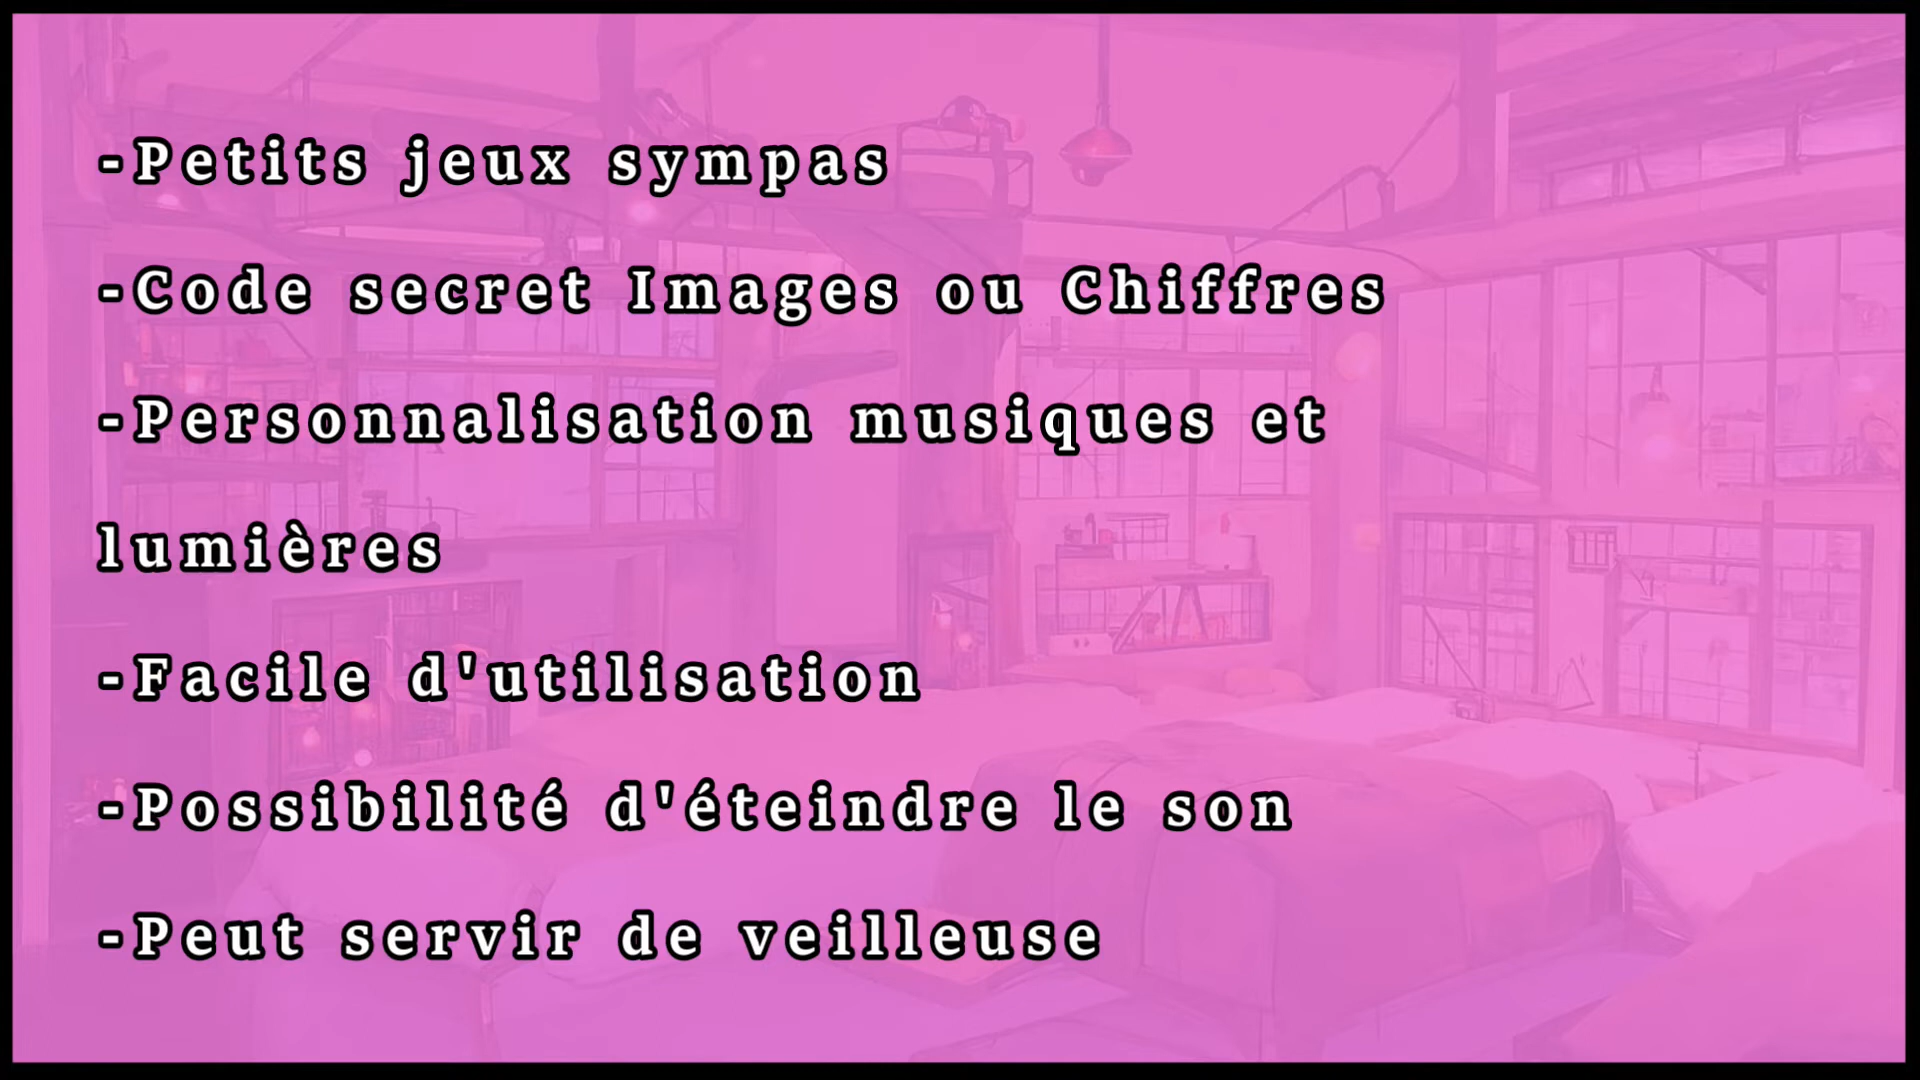 -Petits jeux sympas
-Code secret Images ou Chiffres
-Personnalisation musiques et
lumières
-Facile d'utilisation
-Possibilité d'éteindre le son
-Peut servir de veilleuse